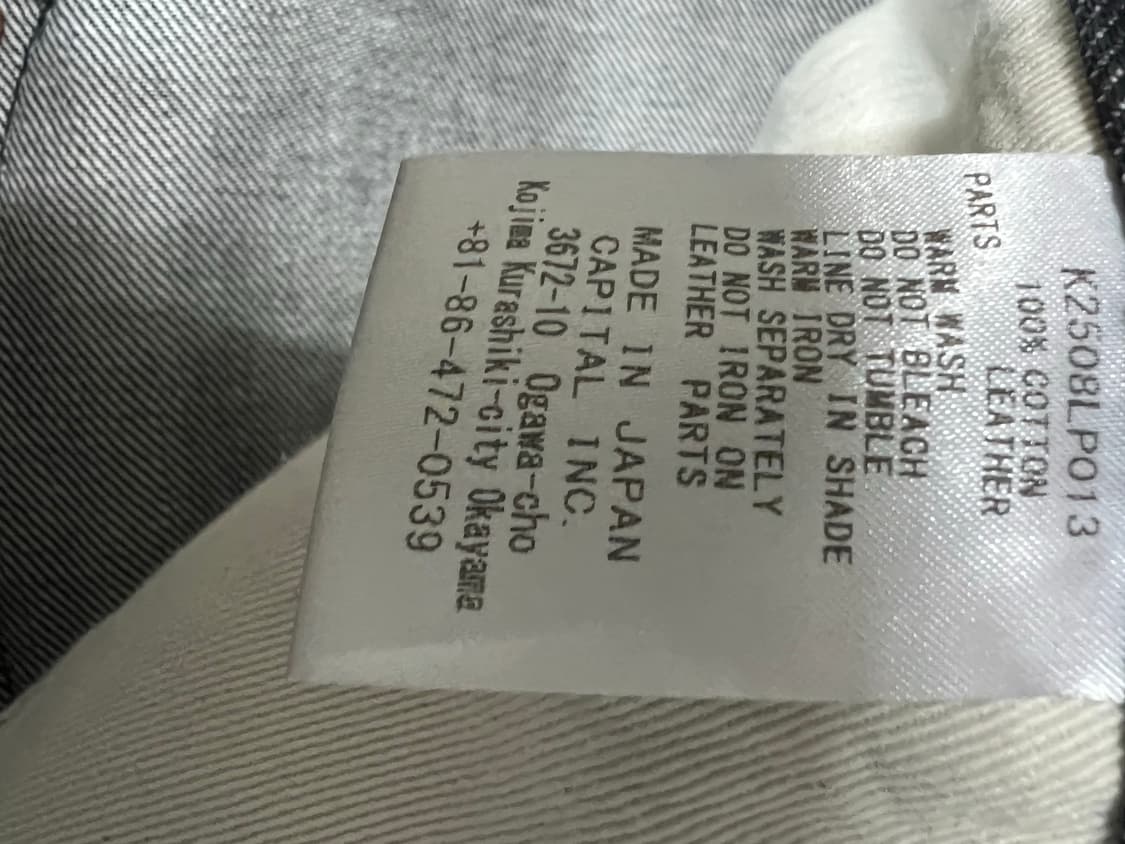 K2508LP013
100% COTTON
PARTS LEATHER
WARM WASH
DO NOT BLEACH
DO NOT TUMBLE
LINE DRY IN SHADE
WARM IRON
WASH SEPARATELY
DO NOT IRON ON
LEATHER PARTS
MADE IN JAPAN
CAPITAL INC.
3672-10 Ogawa-cho
Kojima Kurashiki-city Okayama
+81-86-472-0539